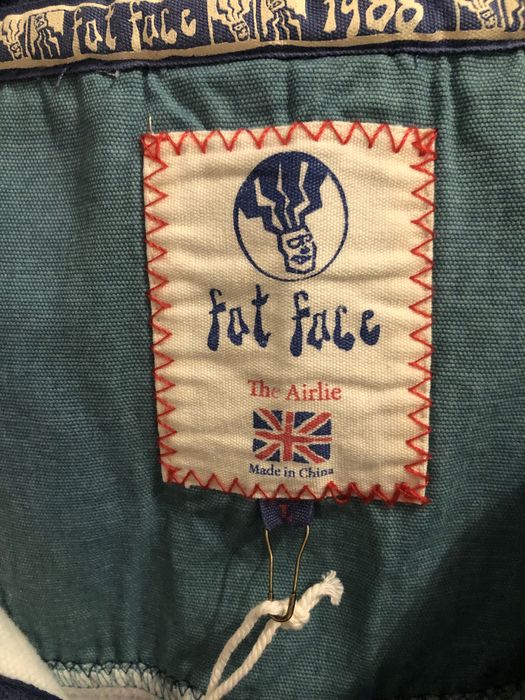 fat face 1988
fat face
The Airlie
Made in China